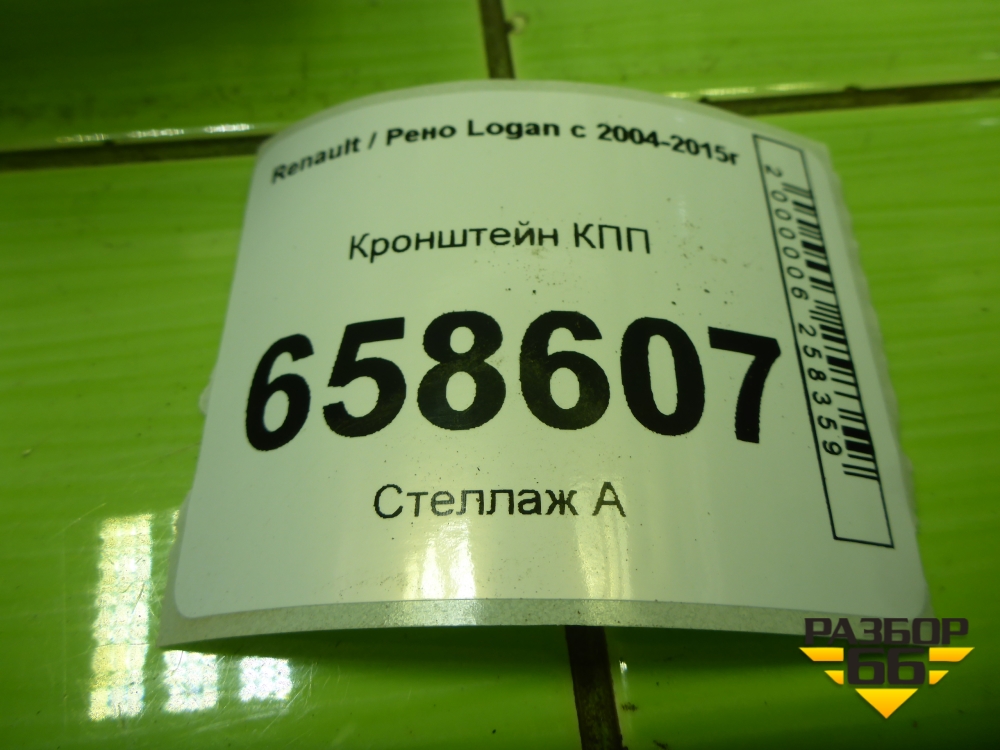 Renault / Рено Logan с 2004-2015г
Кронштейн КПП
658607
Стеллаж А
2000006258359
РАЗБОР
66